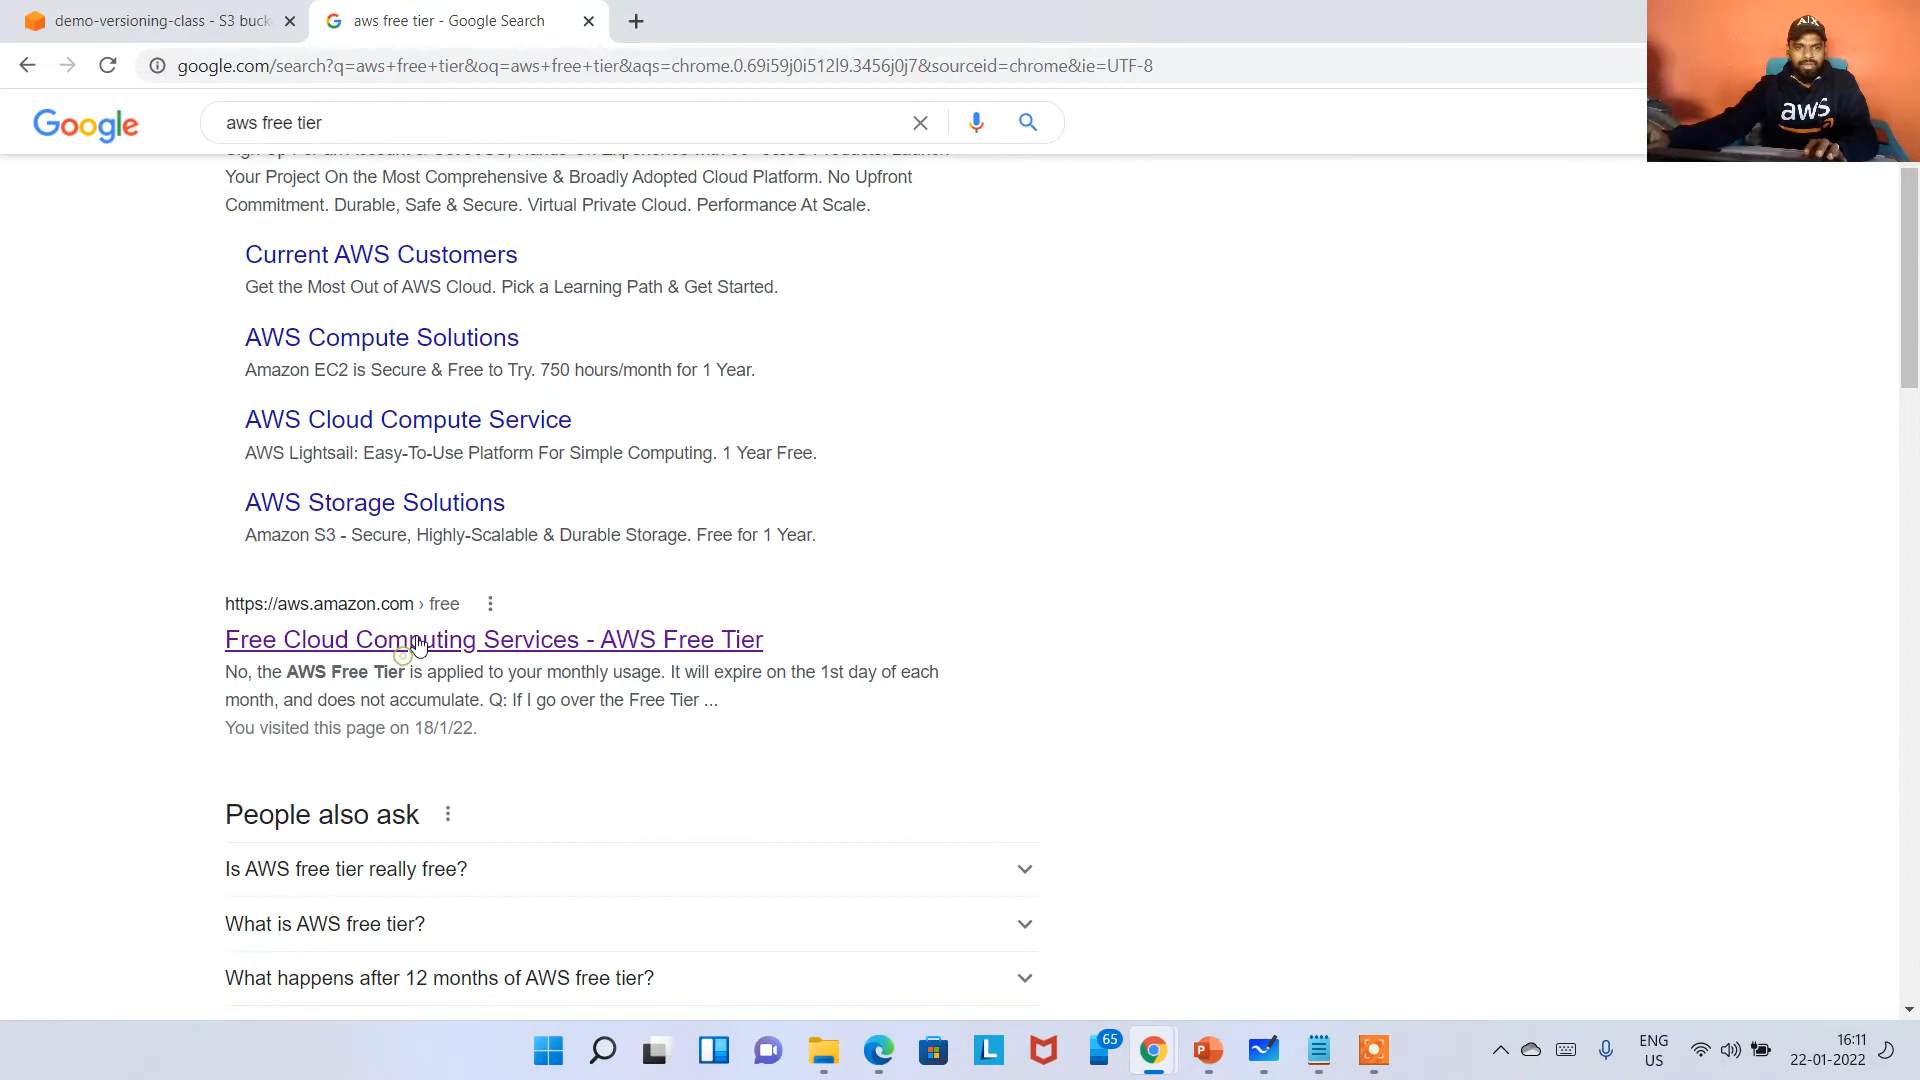 demo-versioning-class - S3 buck
aws free tier - Google Search
google.com/search?q=aws+free+tier&oq=aws+free+tier&aqs=chrome.0.69i59j0i512l9.3456j0j7&sourceid=chrome&ie=UTF-8
Google
aws free tier
Your Project On the Most Comprehensive & Broadly Adopted Cloud Platform. No Upfront
Commitment. Durable, Safe & Secure. Virtual Private Cloud. Performance At Scale.
Current AWS Customers
Get the Most Out of AWS Cloud. Pick a Learning Path & Get Started.
AWS Compute Solutions
Amazon EC2 is Secure & Free to Try. 750 hours/month for 1 Year.
AWS Cloud Compute Service
AWS Lightsail: Easy-To-Use Platform For Simple Computing. 1 Year Free.
AWS Storage Solutions
Amazon S3 - Secure, Highly-Scalable & Durable Storage. Free for 1 Year.
https://aws.amazon.com › free
Free Cloud Computing Services - AWS Free Tier
No, the AWS Free Tier is applied to your monthly usage. It will expire on the 1st day of each
month, and does not accumulate. Q: If I go over the Free Tier ...
You visited this page on 18/1/22.
People also ask
Is AWS free tier really free?
What is AWS free tier?
What happens after 12 months of AWS free tier?
aws
65
ENG
US
16:11
22-01-2022